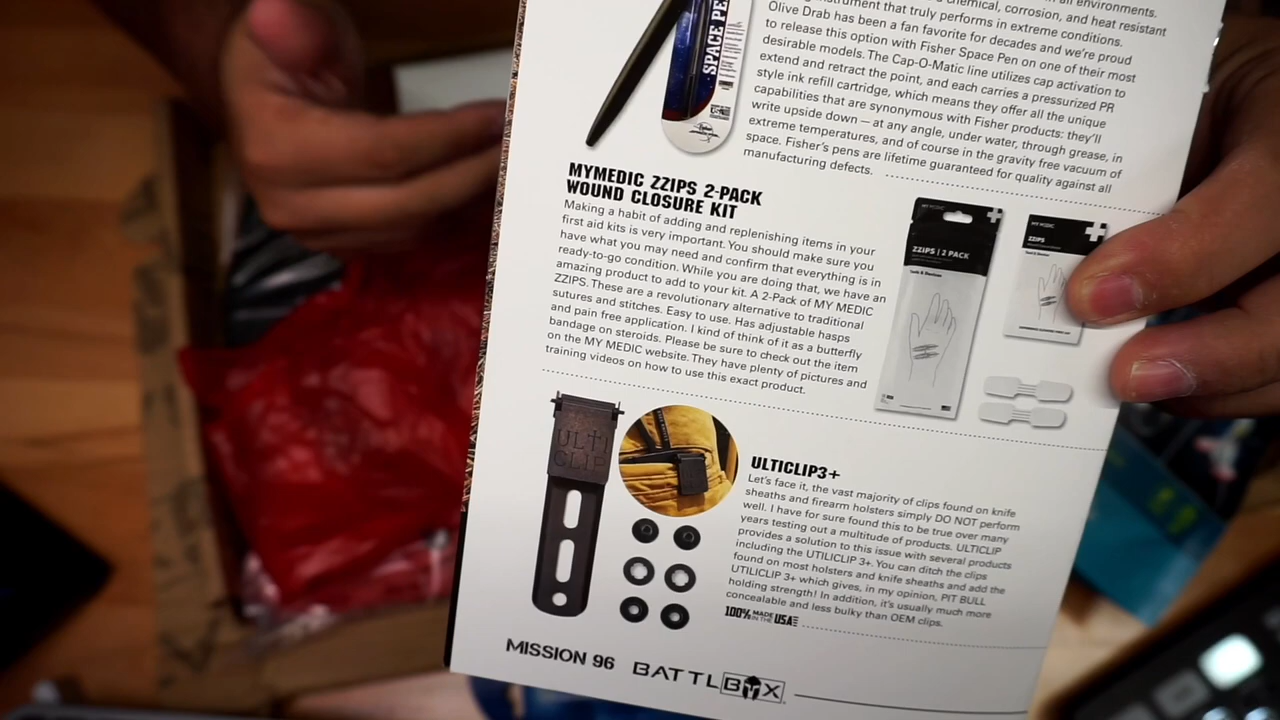 all environments.
chemical, corrosion, and heat resistant
instrument that truly performs in extreme conditions.
Olive Drab has been a fan favorite for decades and we're proud
to release this option with Fisher Space Pen on one of their most
desirable models. The Cap-O-Matic line utilizes cap activation to
extend and retract the point, and each carries a pressurized PR
style ink refill cartridge, which means they offer all the unique
capabilities that are synonymous with Fisher products: they'll
write upside down — at any angle, under water, through grease, in
extreme temperatures, and of course in the gravity free vacuum of
space. Fisher's pens are lifetime guaranteed for quality against all
manufacturing defects.
SPACE PE
MYMEDIC ZZIPS 2-PACK
WOUND CLOSURE KIT
Making a habit of adding and replenishing items in your
first aid kits is very important. You should make sure you
have what you may need and confirm that everything is in
ready-to-go condition. While you are doing that, we have an
amazing product to add to your kit. A 2-Pack of MY MEDIC
ZZIPS. These are a revolutionary alternative to traditional
sutures and stitches. Easy to use. Has adjustable hasps
and pain free application. I kind of think of it as a butterfly
bandage on steroids. Please be sure to check out the item
on the MY MEDIC website. They have plenty of pictures and
training videos on how to use this exact product.
MY MEDIC
ZZIPS | 2 PACK
MY MEDIC
ZZIPS
ULTI
CLIP
ULTICLIP3+
Let's face it, the vast majority of clips found on knife
sheaths and firearm holsters simply DO NOT perform
well. I have for sure found this to be true over many
years testing out a multitude of products. ULTICLIP
provides a solution to this issue with several products
including the UTILICLIP 3+. You can ditch the clips
found on most holsters and knife sheaths and add the
UTILICLIP 3+ which gives, in my opinion, PIT BULL
holding strength! In addition, it's usually much more
concealable and less bulky than OEM clips.
100% MADE IN THE USA
MISSION 96 BATTLBOX